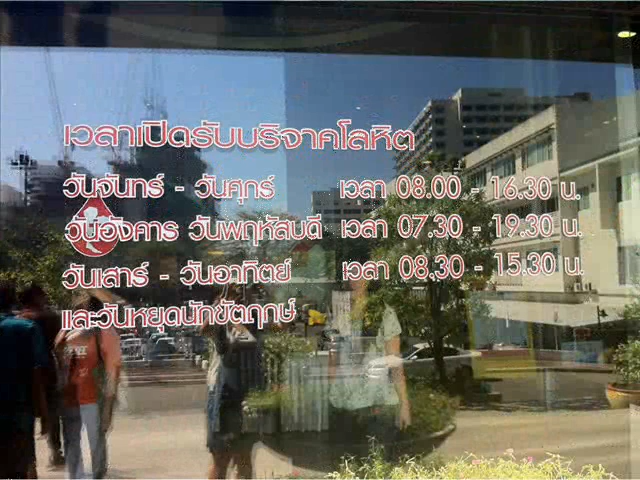 เวลาเปิดรับบริจาคโลหิต
วันจันทร์ - วันศุกร์ เวลา 08.00 - 16.30 น.
วันอังคาร วันพฤหัสบดี เวลา 07.30 - 19.30 น.
วันเสาร์ - วันอาทิตย์ เวลา 08.30 - 15.30 น.
และวันหยุดนักขัตฤกษ์